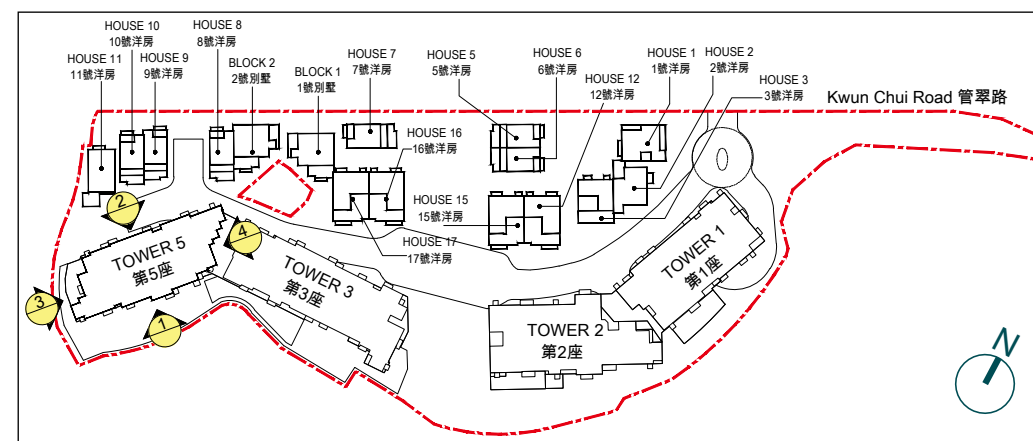 HOUSE 10
10號洋房
HOUSE 8
8號洋房
HOUSE 11
11號洋房
HOUSE 9
9號洋房
BLOCK 2
2號別墅
BLOCK 1
1號別墅
HOUSE 7
7號洋房
HOUSE 5
5號洋房
HOUSE 6
6號洋房
HOUSE 12
12號洋房
HOUSE 1
1號洋房
HOUSE 2
2號洋房
HOUSE 3
3號洋房
Kwun Chui Road 管翠路
HOUSE 16
16號洋房
HOUSE 15
15號洋房
HOUSE 17
17號洋房
2
4
3
1
TOWER 5
第5座
TOWER 3
第3座
TOWER 2
第2座
TOWER 1
第1座
N